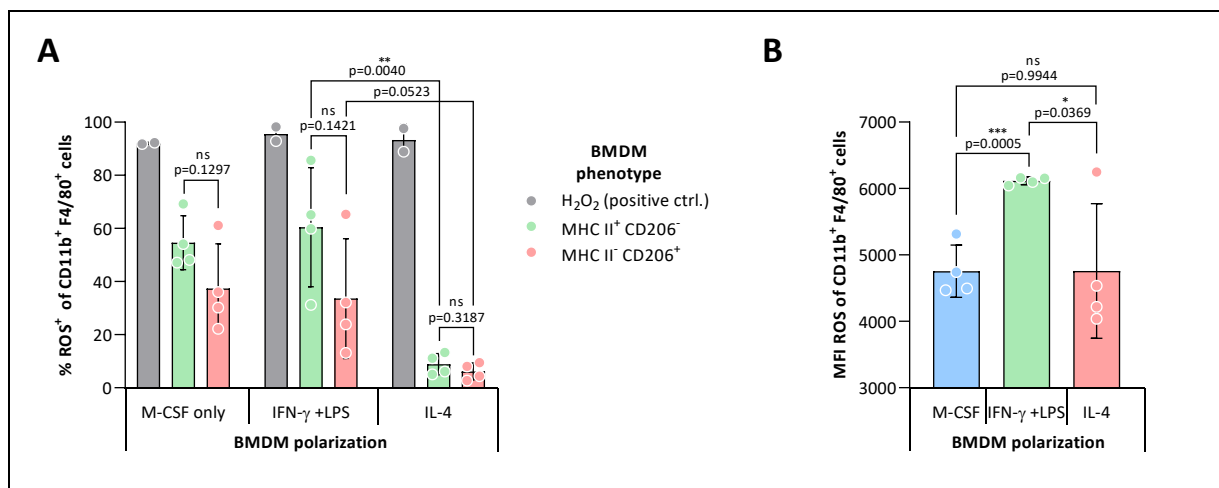 A
% ROS⁺ of CD11b⁺ F4/80⁺ cells
100
80
60
40
20
0
ns
p=0.1297
**
p=0.0040
p=0.0523
ns
p=0.1421
ns
p=0.3187
M-CSF only
IFN-γ +LPS
IL-4
BMDM polarization
BMDM
phenotype
H₂O₂ (positive ctrl.)
MHC II⁺ CD206⁻
MHC II⁻ CD206⁺
B
MFI ROS of CD11b⁺ F4/80⁺ cells
7000
6000
5000
4000
3000
ns
p=0.9944
*
p=0.0369
***
p=0.0005
M-CSF
IFN-γ +LPS
IL-4
BMDM polarization